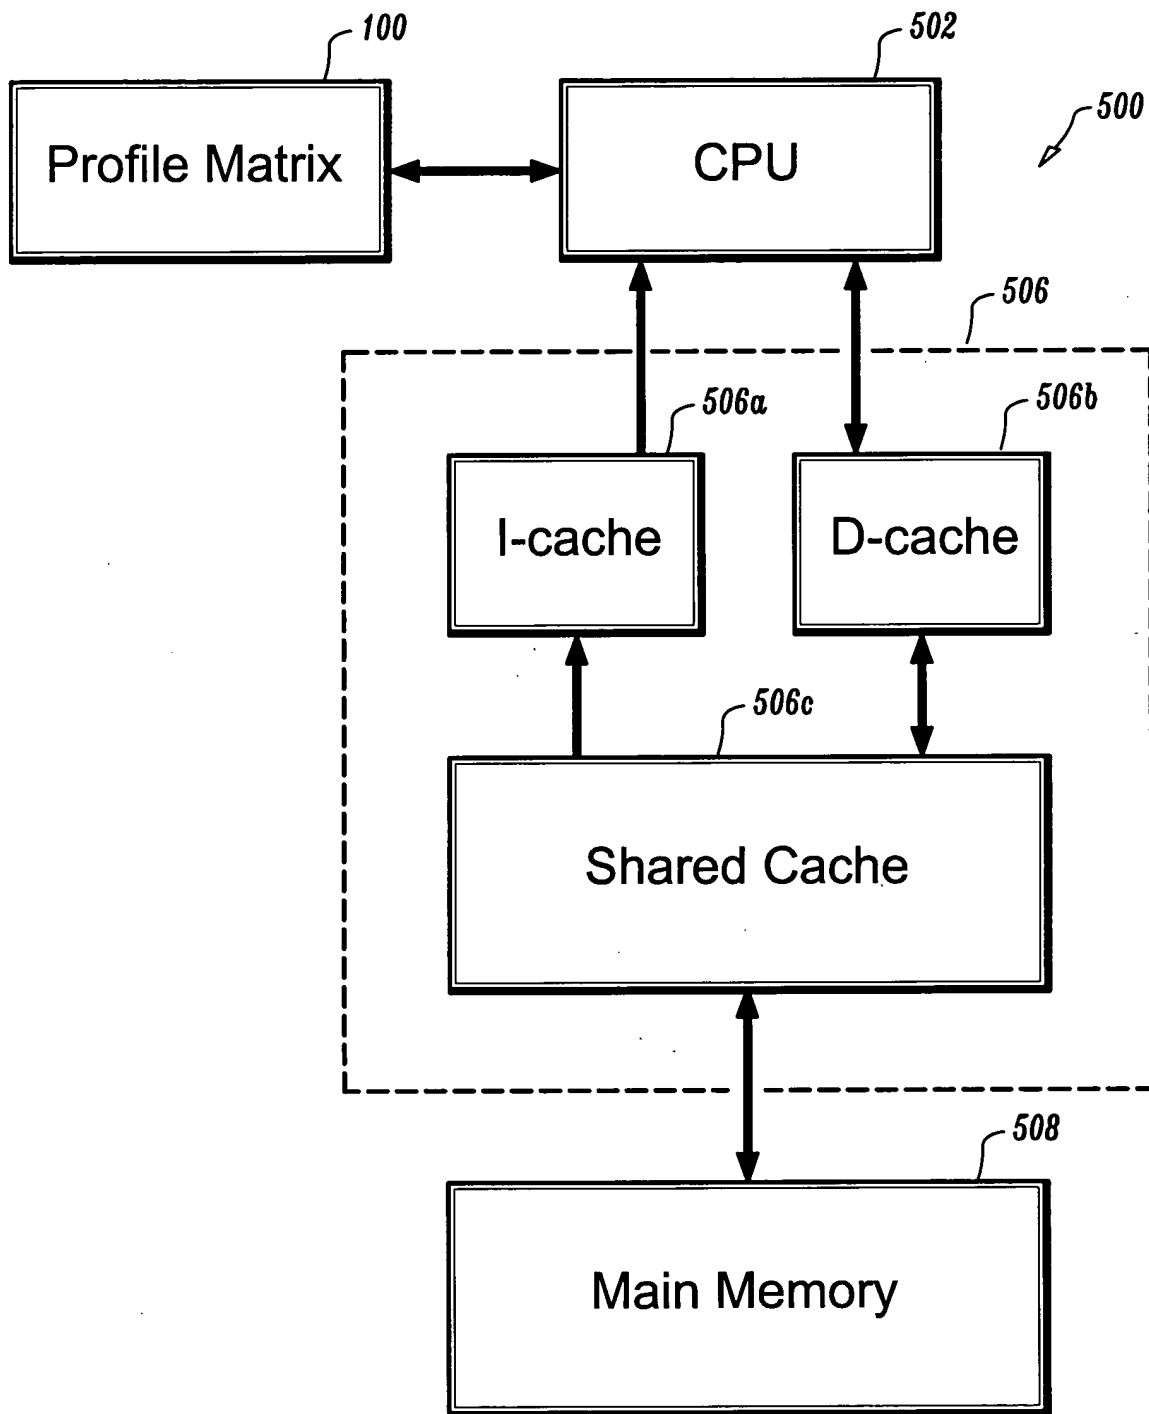 100
502
500
Profile Matrix
CPU
506
506a
506b
I-cache
D-cache
506c
Shared Cache
508
Main Memory